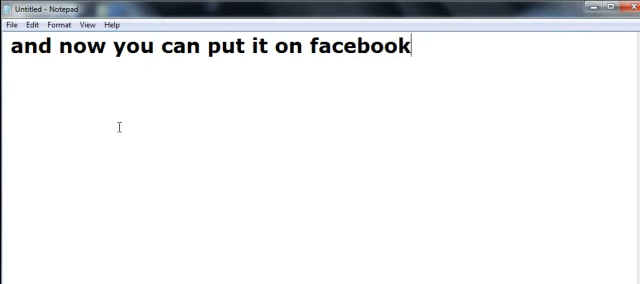 Untitled - Notepad
File Edit Format View Help
and now you can put it on facebook